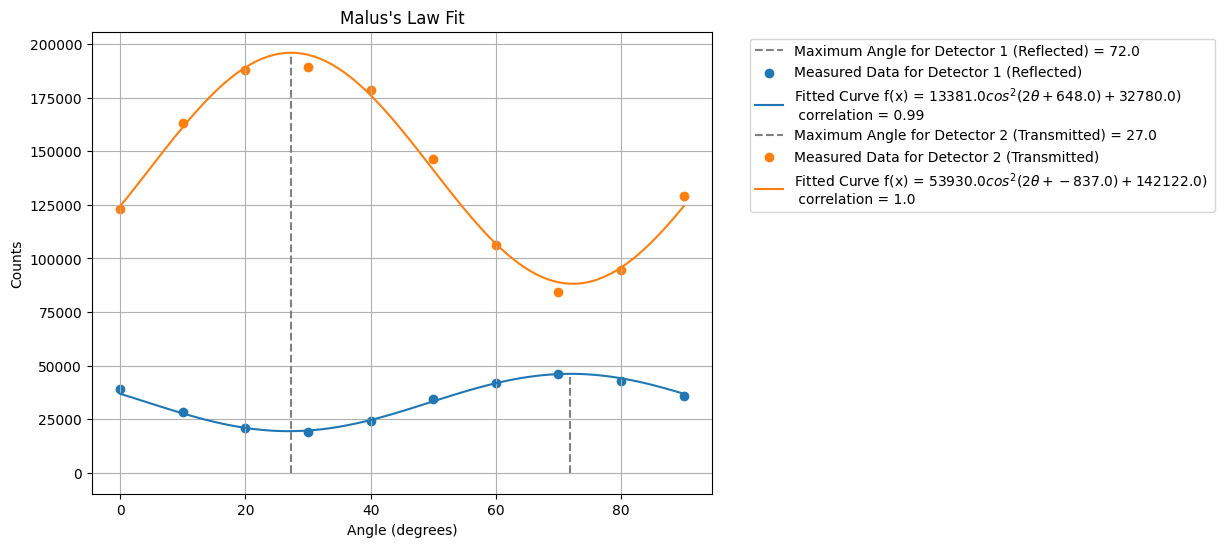 Malus's Law Fit
200000
175000
150000
125000
100000
75000
50000
25000
0
Counts
0 20 40 60 80
Angle (degrees)
Maximum Angle for Detector 1 (Reflected) = 72.0
Measured Data for Detector 1 (Reflected)
Fitted Curve f(x) = 13381.0cos²(2θ + 648.0) + 32780.0)
correlation = 0.99
Maximum Angle for Detector 2 (Transmitted) = 27.0
Measured Data for Detector 2 (Transmitted)
Fitted Curve f(x) = 53930.0cos²(2θ + −837.0) + 142122.0)
correlation = 1.0